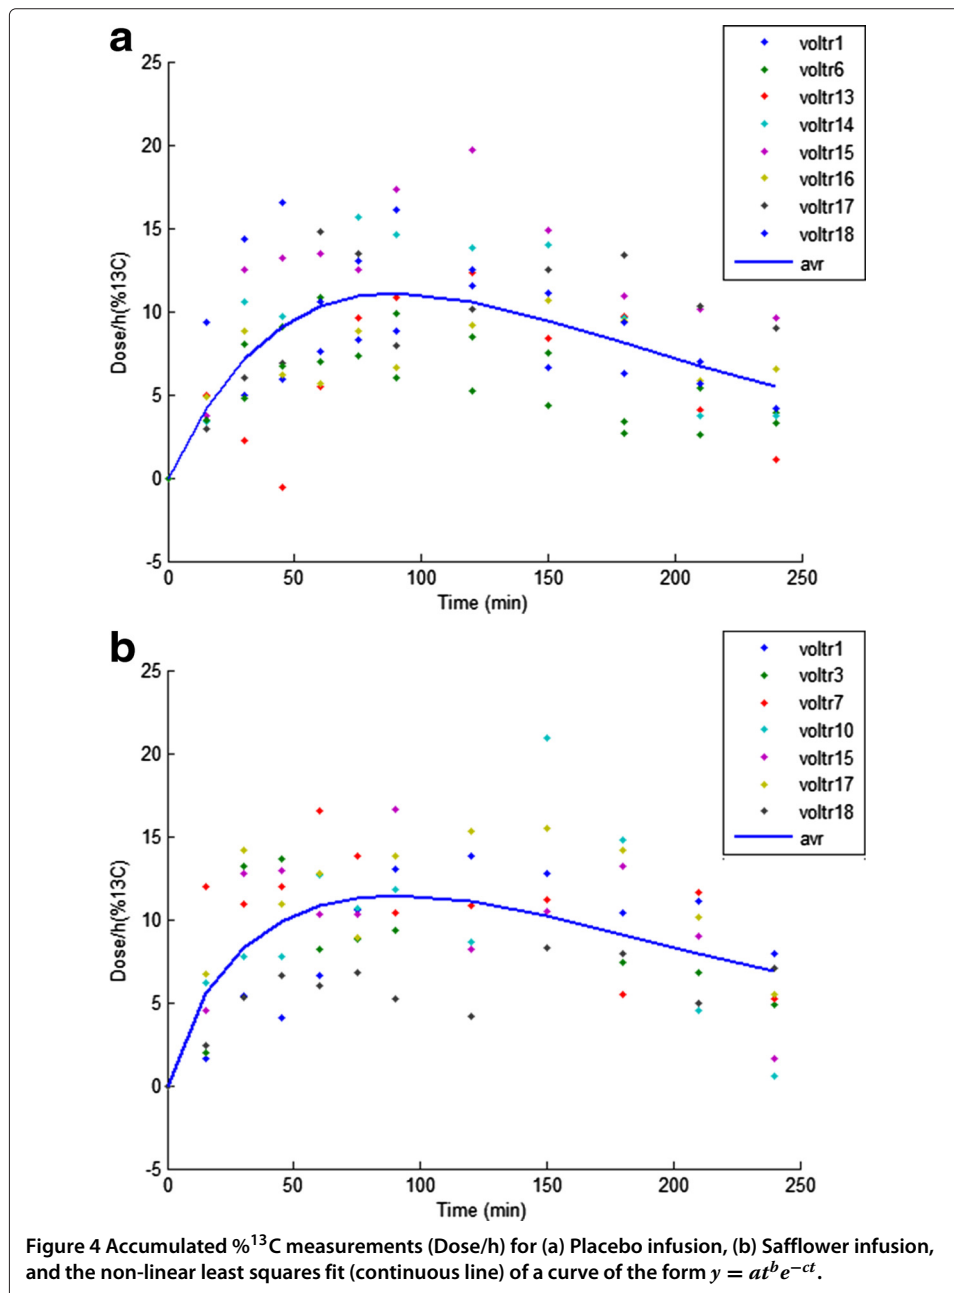 a
voltr1
voltr6
voltr13
voltr14
voltr15
voltr16
voltr17
voltr18
avr
25
20
15
10
5
0
-5
Dose/h(%13C)
0
50
100
150
200
250
Time (min)
b
voltr1
voltr3
voltr7
voltr10
voltr15
voltr17
voltr18
avr
25
20
15
10
5
0
-5
Dose/h(%13C)
0
50
100
150
200
250
Time (min)
Figure 4 Accumulated %¹³C measurements (Dose/h) for (a) Placebo infusion, (b) Safflower infusion,
and the non-linear least squares fit (continuous line) of a curve of the form y = atᵇe⁻ᶜᵗ.